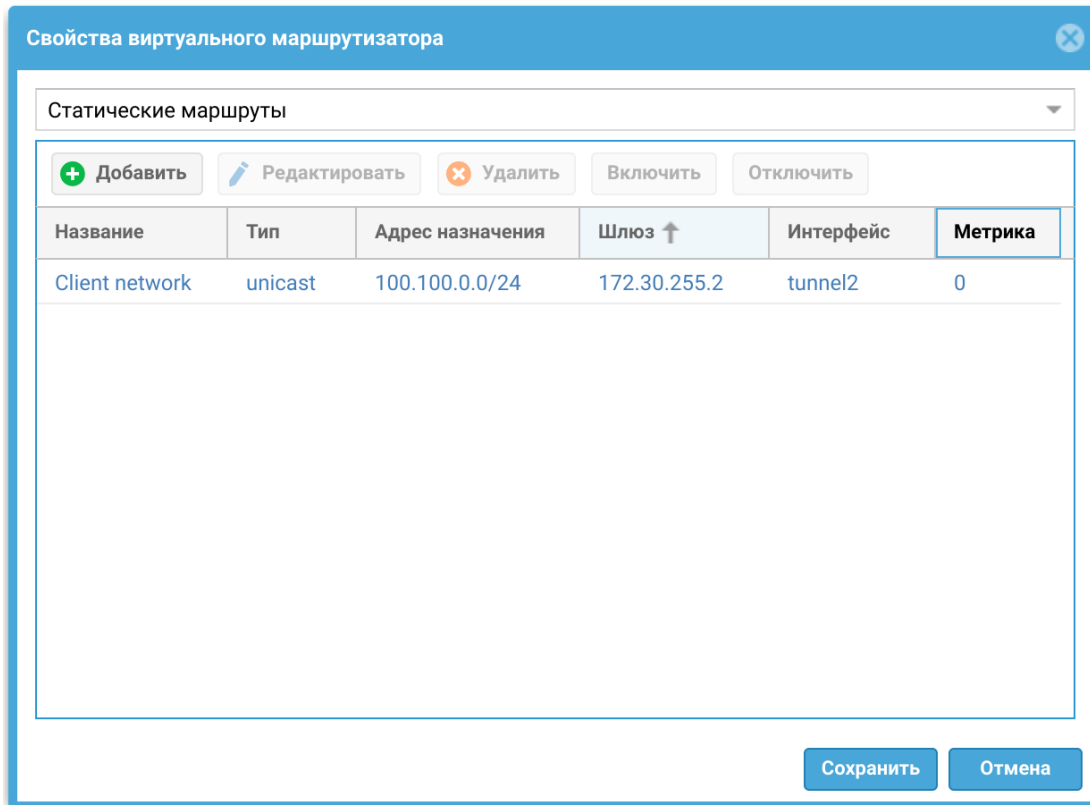 Свойства виртуального маршрутизатора
Статические маршруты
Добавить Редактировать Удалить Включить Отключить
Название Тип Адрес назначения Шлюз Интерфейс Метрика
Client network unicast 100.100.0.0/24 172.30.255.2 tunnel2 0
Сохранить Отмена